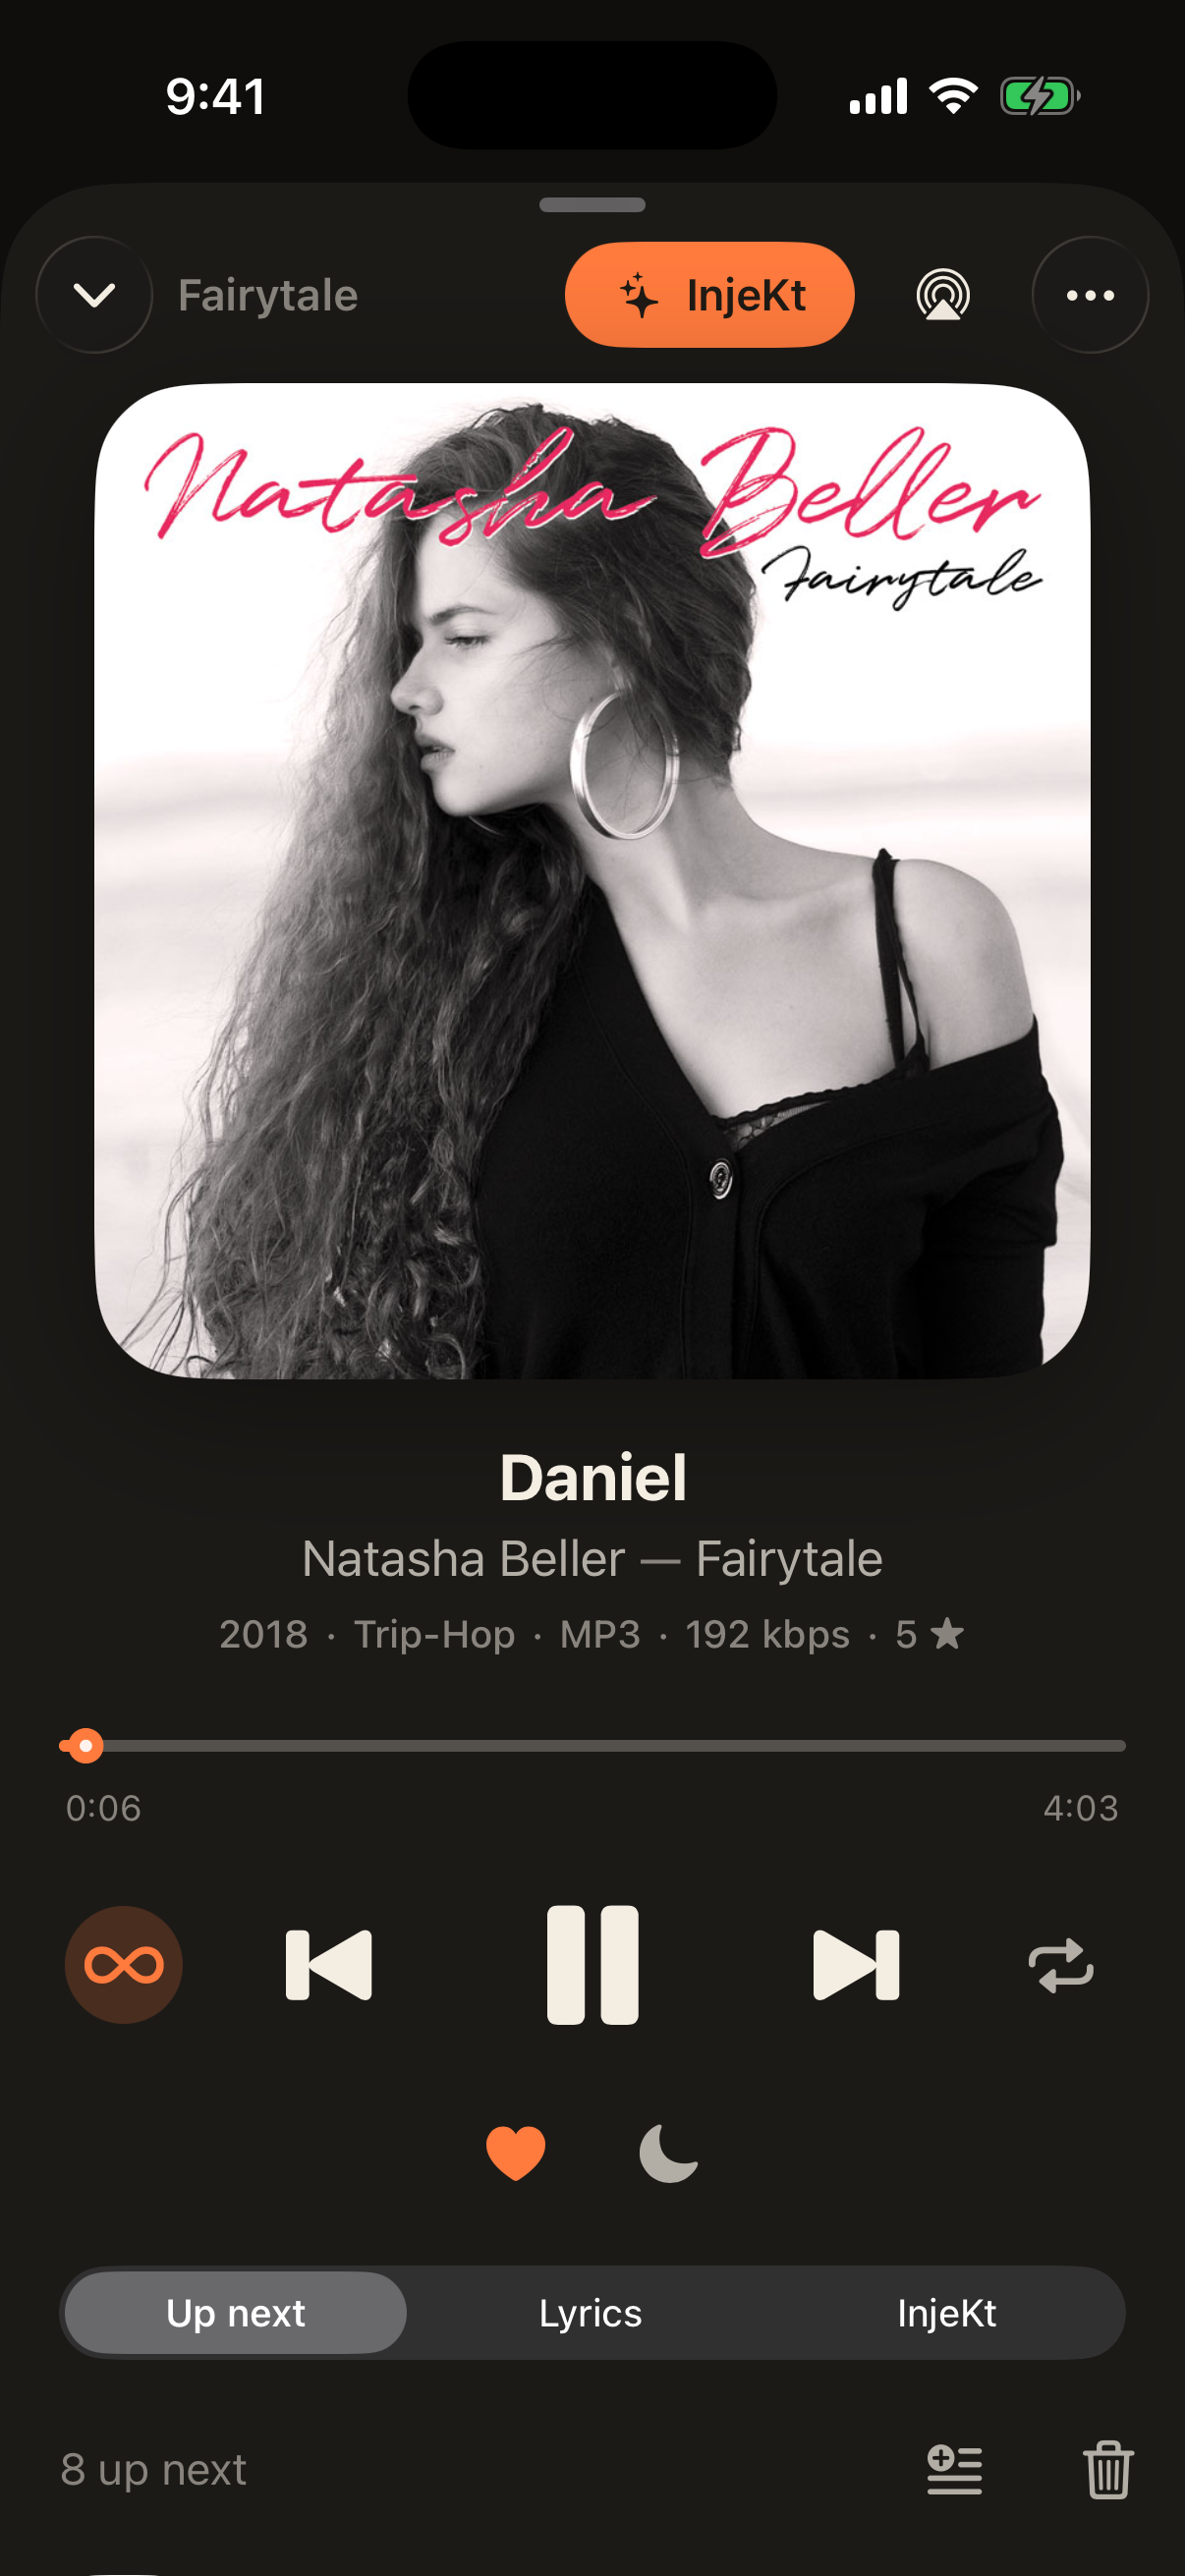 9:41
Fairytale
InjeKt
Natasha Beller
Fairytale
Daniel
Natasha Beller — Fairytale
2018 · Trip-Hop · MP3 · 192 kbps · 5 ★
0:06 4:03
Up next Lyrics InjeKt
8 up next